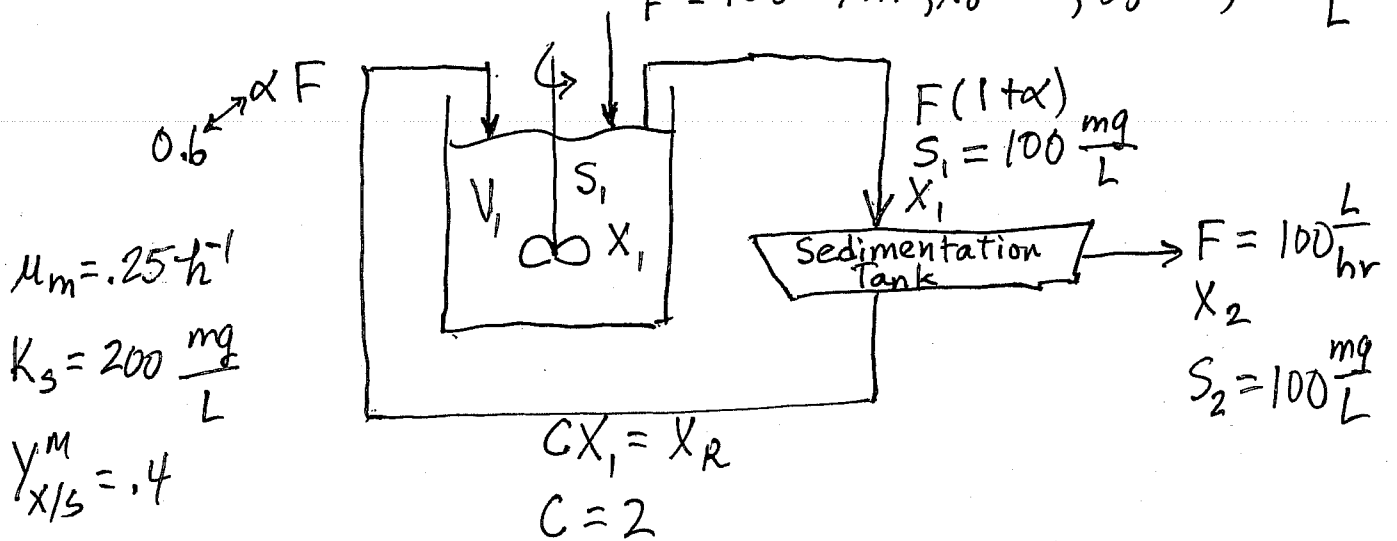 αF
0.6
F(1+α)
S₁ = 100 mg/L
X₁
V₁
S₁
X₁
Sedimentation
Tank
F = 100 L/hr
X₂
S₂ = 100 mg/L
μm = .25 h⁻¹
Ks = 200 mg/L
Y^M X/S = .4
CX₁ = X_R
C = 2